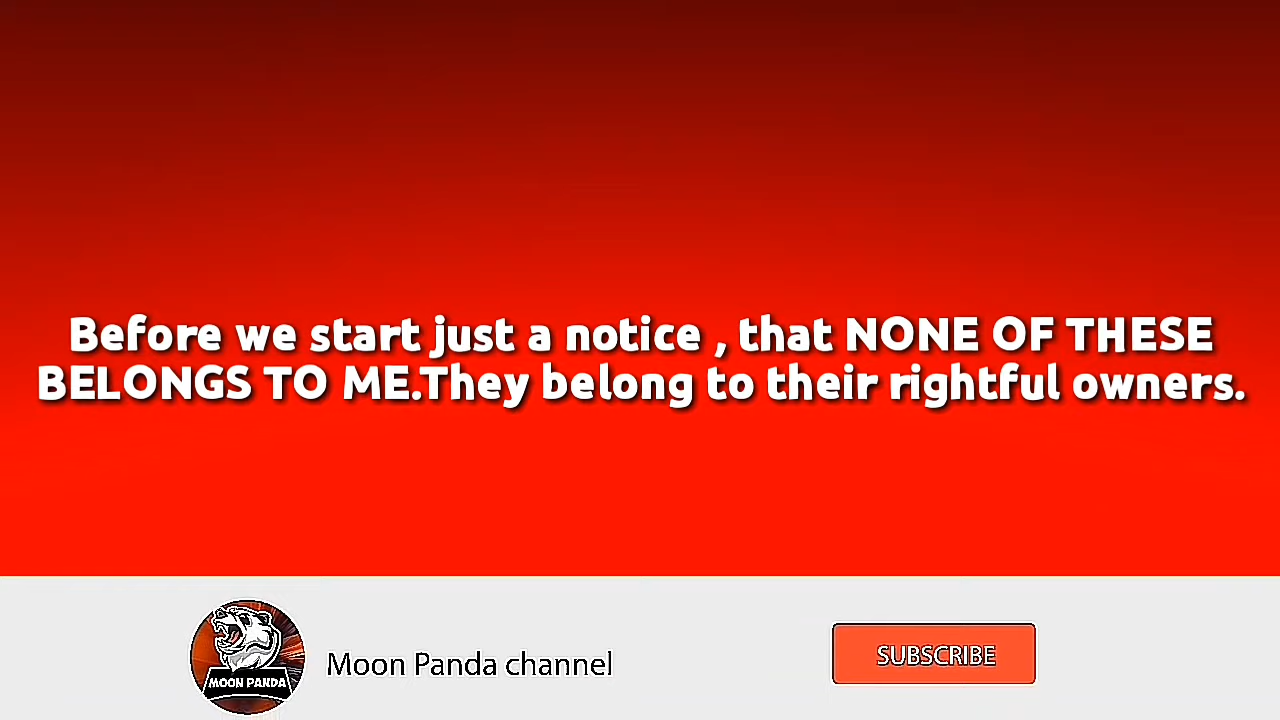 Before we start just a notice , that NONE OF THESE
BELONGS TO ME.They belong to their rightful owners.
MOON PANDA
Moon Panda channel
SUBSCRIBE